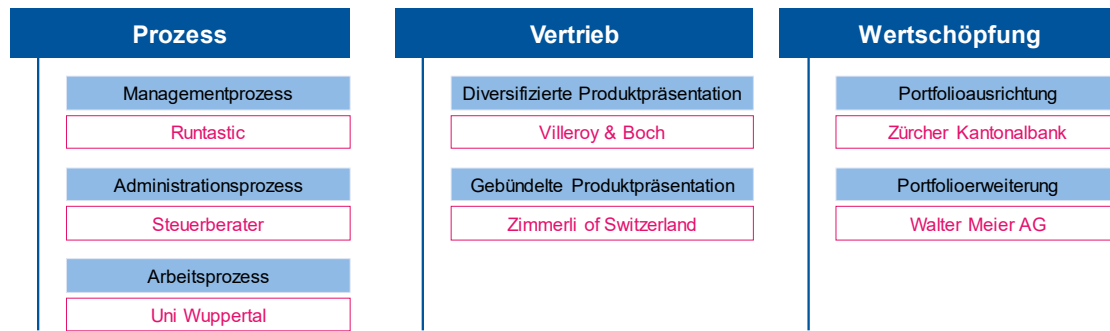 Prozess
Managementprozess
Runtastic
Administrationsprozess
Steuerberater
Arbeitsprozess
Uni Wuppertal
Vertrieb
Diversifizierte Produktpräsentation
Villeroy & Boch
Gebündelte Produktpräsentation
Zimmerli of Switzerland
Wertschöpfung
Portfolioausrichtung
Zürcher Kantonalbank
Portfolioerweiterung
Walter Meier AG